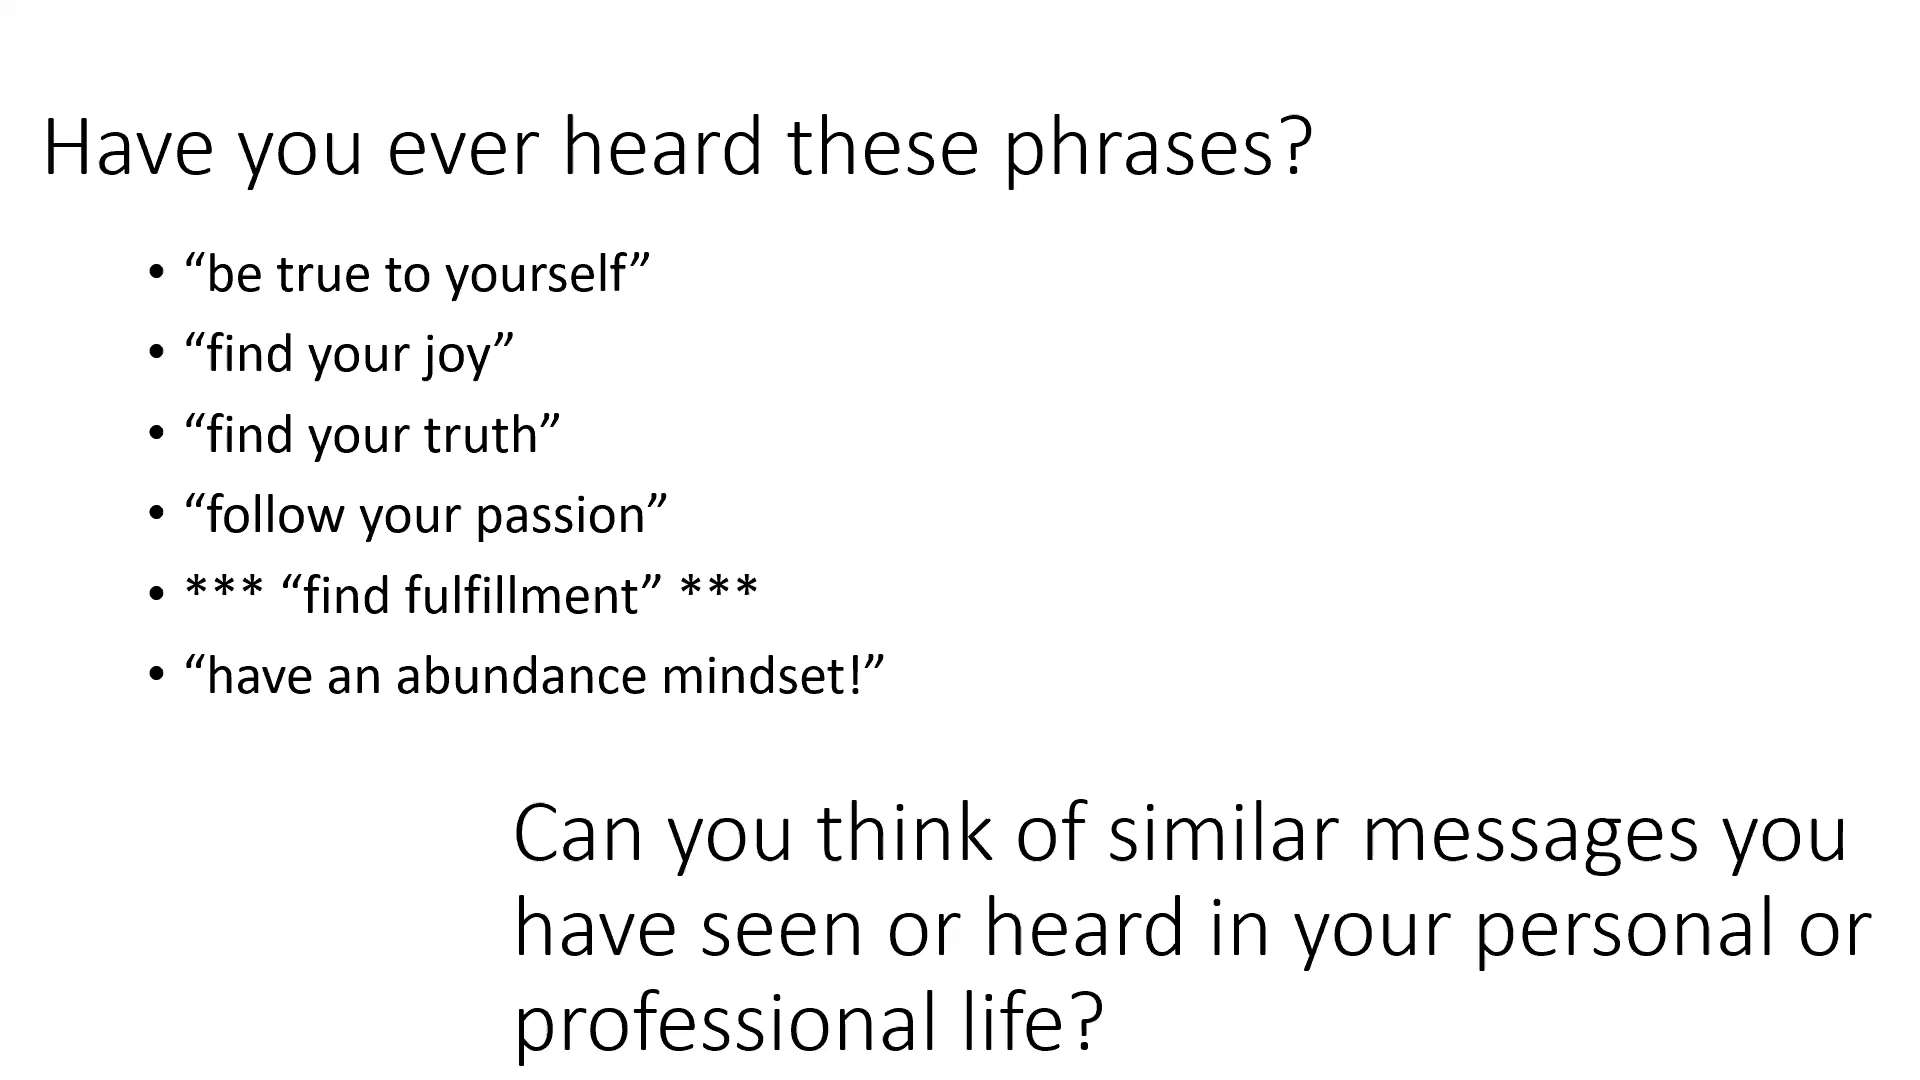 Have you ever heard these phrases?
• “be true to yourself”
• “find your joy”
• “find your truth”
• “follow your passion”
• *** “find fulfillment” ***
• “have an abundance mindset!”
Can you think of similar messages you
have seen or heard in your personal or
professional life?